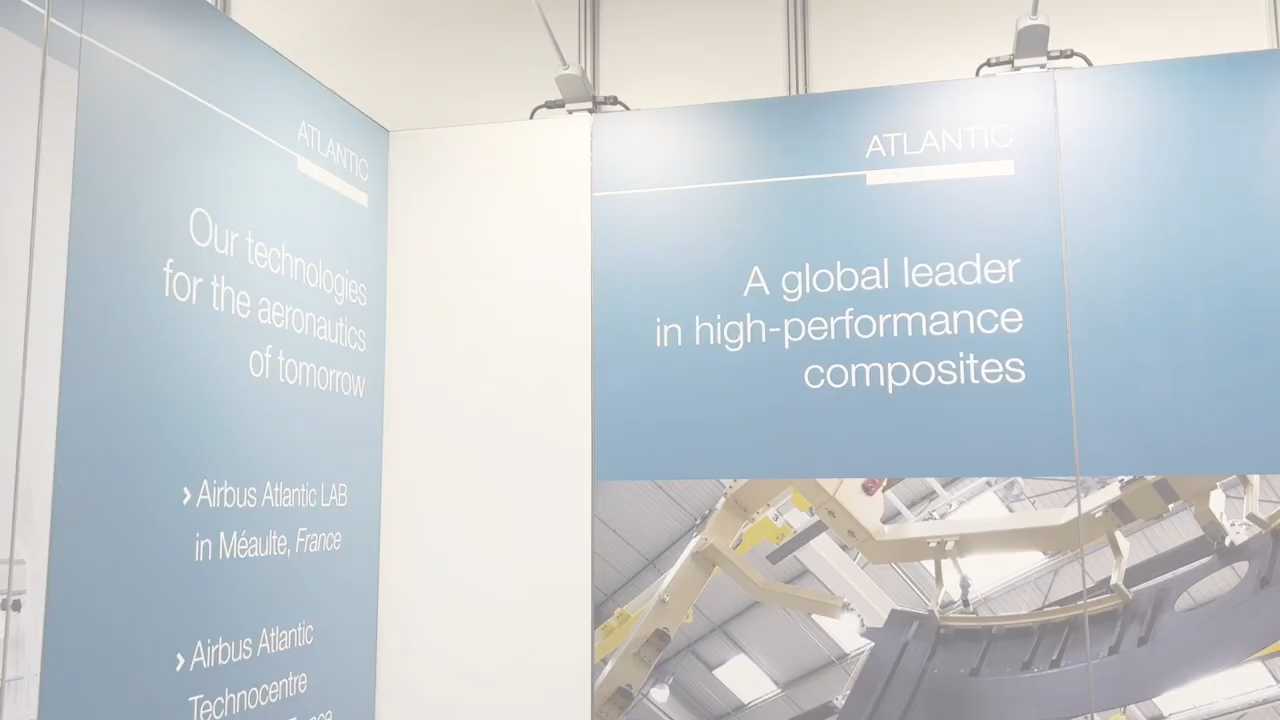 ATLANTIC
Our technologies
for the aeronautics
of tomorrow
› Airbus Atlantic LAB
in Méaulte, France
› Airbus Atlantic
Technocentre
ATLANTIC
A global leader
in high-performance
composites